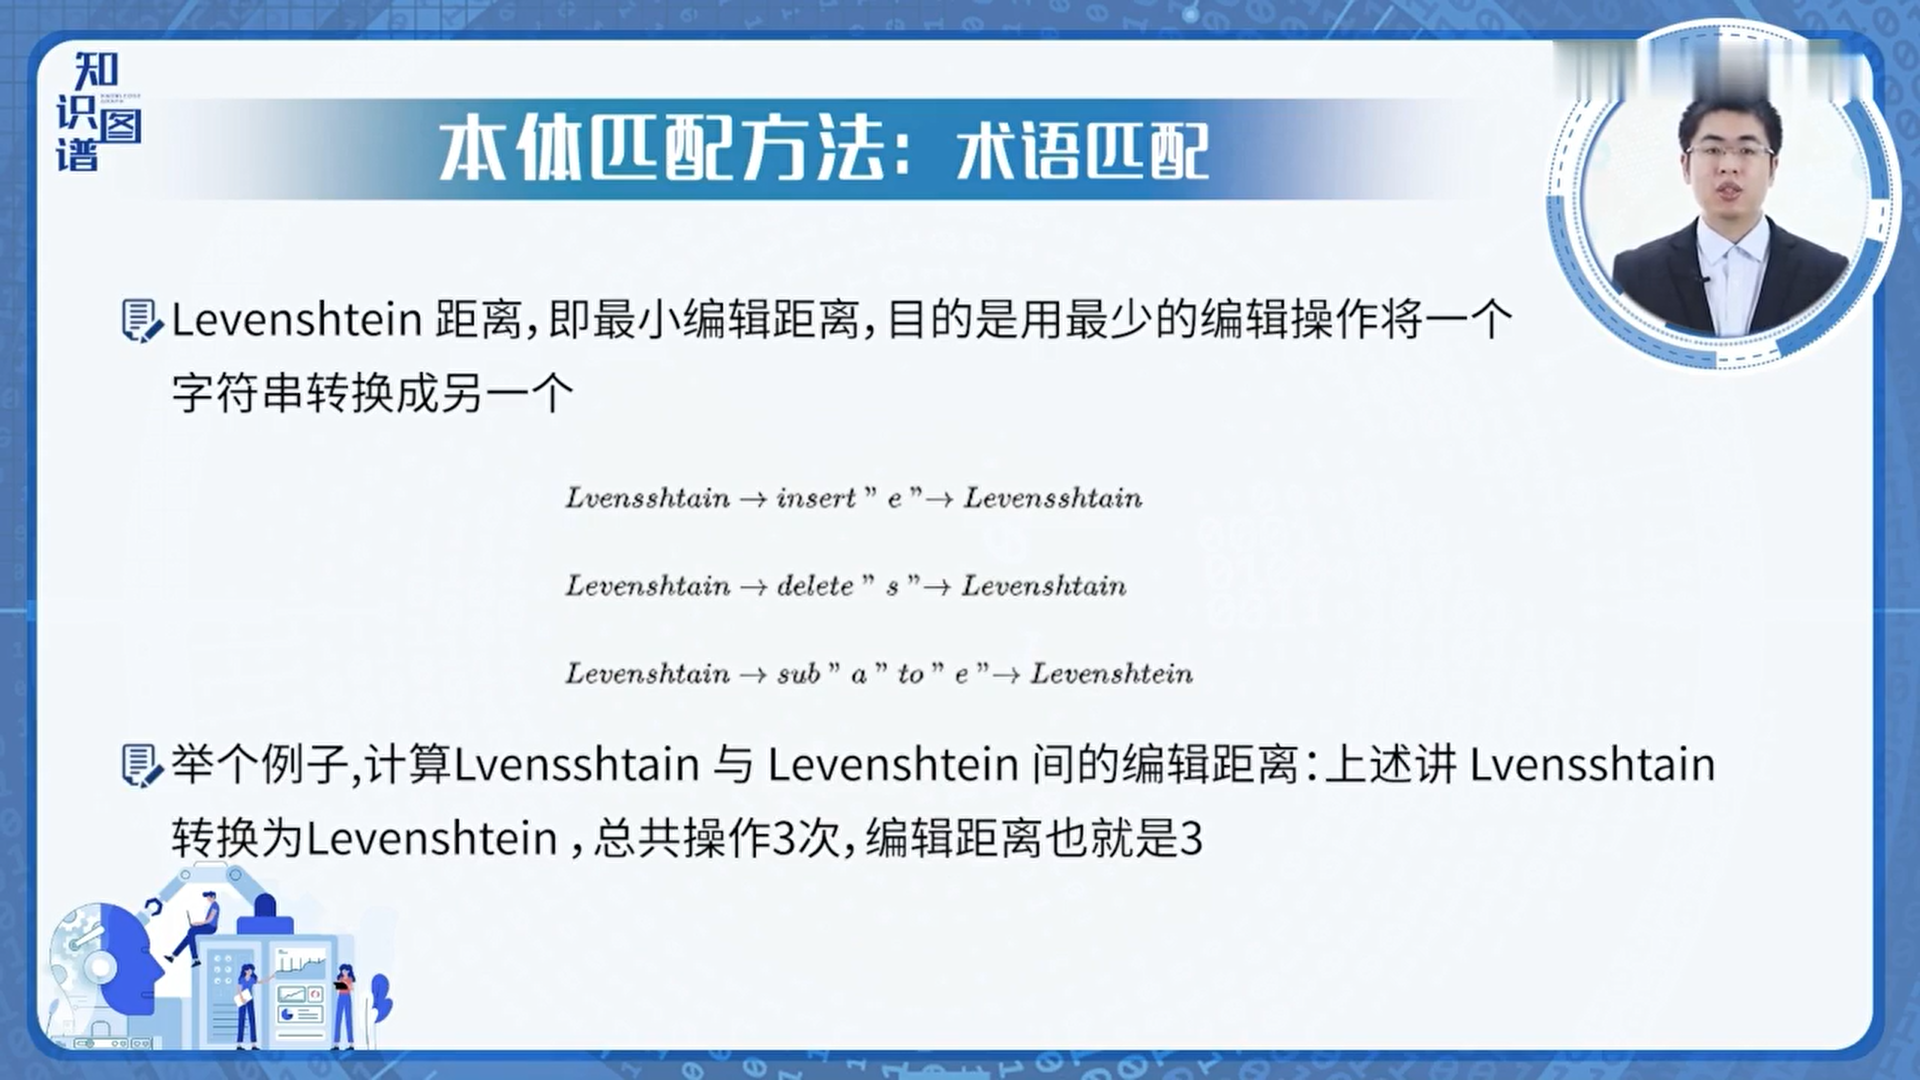 知识图谱
本体匹配方法：术语匹配
Levenshtein 距离，即最小编辑距离，目的是用最少的编辑操作将一个
字符串转换成另一个
Lvensshtain → insert ” e ”→ Levensshtain
Levenshtain → delete ” s ”→ Levenshtain
Levenshtain → sub ” a ” to ” e ”→ Levenshtein
举个例子,计算Lvensshtain 与 Levenshtein 间的编辑距离：上述讲 Lvensshtain
转换为Levenshtein，总共操作3次，编辑距离也就是3